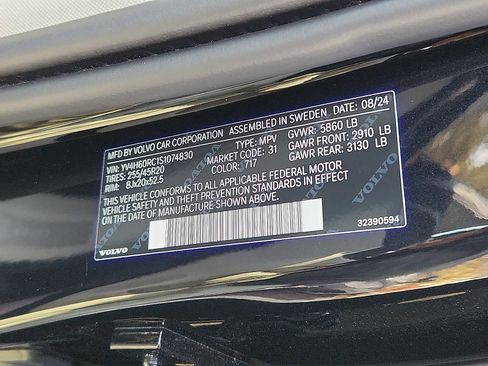 MFD BY VOLVO CAR CORPORATION ASSEMBLED IN SWEDEN DATE: 08/24
VIN: YV4H60RC1S1074830 TYPE: MPV GVWR: 5860 LB
TIRES: 255/45R20 MARKET CODE: 31 GAWR FRONT: 2910 LB
RIM: 8Jx20x52.5 COLOR: 717 GAWR REAR: 3130 LB
THIS VEHICLE CONFORMS TO ALL APPLICABLE FEDERAL MOTOR
VEHICLE SAFETY AND THEFT PREVENTION STANDARDS IN EFFECT ON
THE DATE OF MANUFACTURE SHOWN ABOVE.
32390594
VOLVO
VOLVO